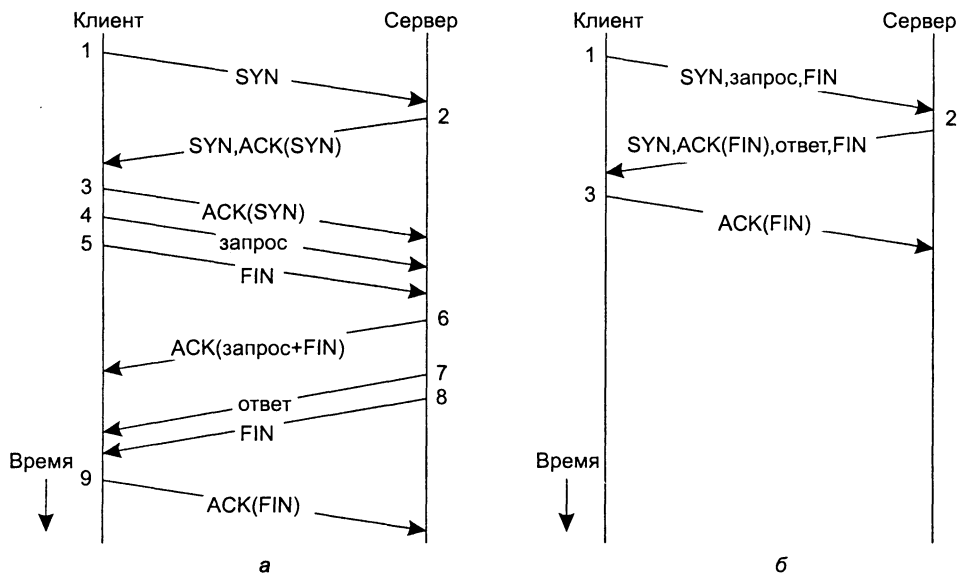 Клиент
Сервер
1
SYN
2
SYN,ACK(SYN)
3
ACK(SYN)
4
запрос
5
FIN
6
ACK(запрос+FIN)
7
ответ
8
FIN
Время
9
ACK(FIN)
а
Клиент
Сервер
1
SYN,запрос,FIN
2
SYN,ACK(FIN),ответ,FIN
3
ACK(FIN)
Время
б